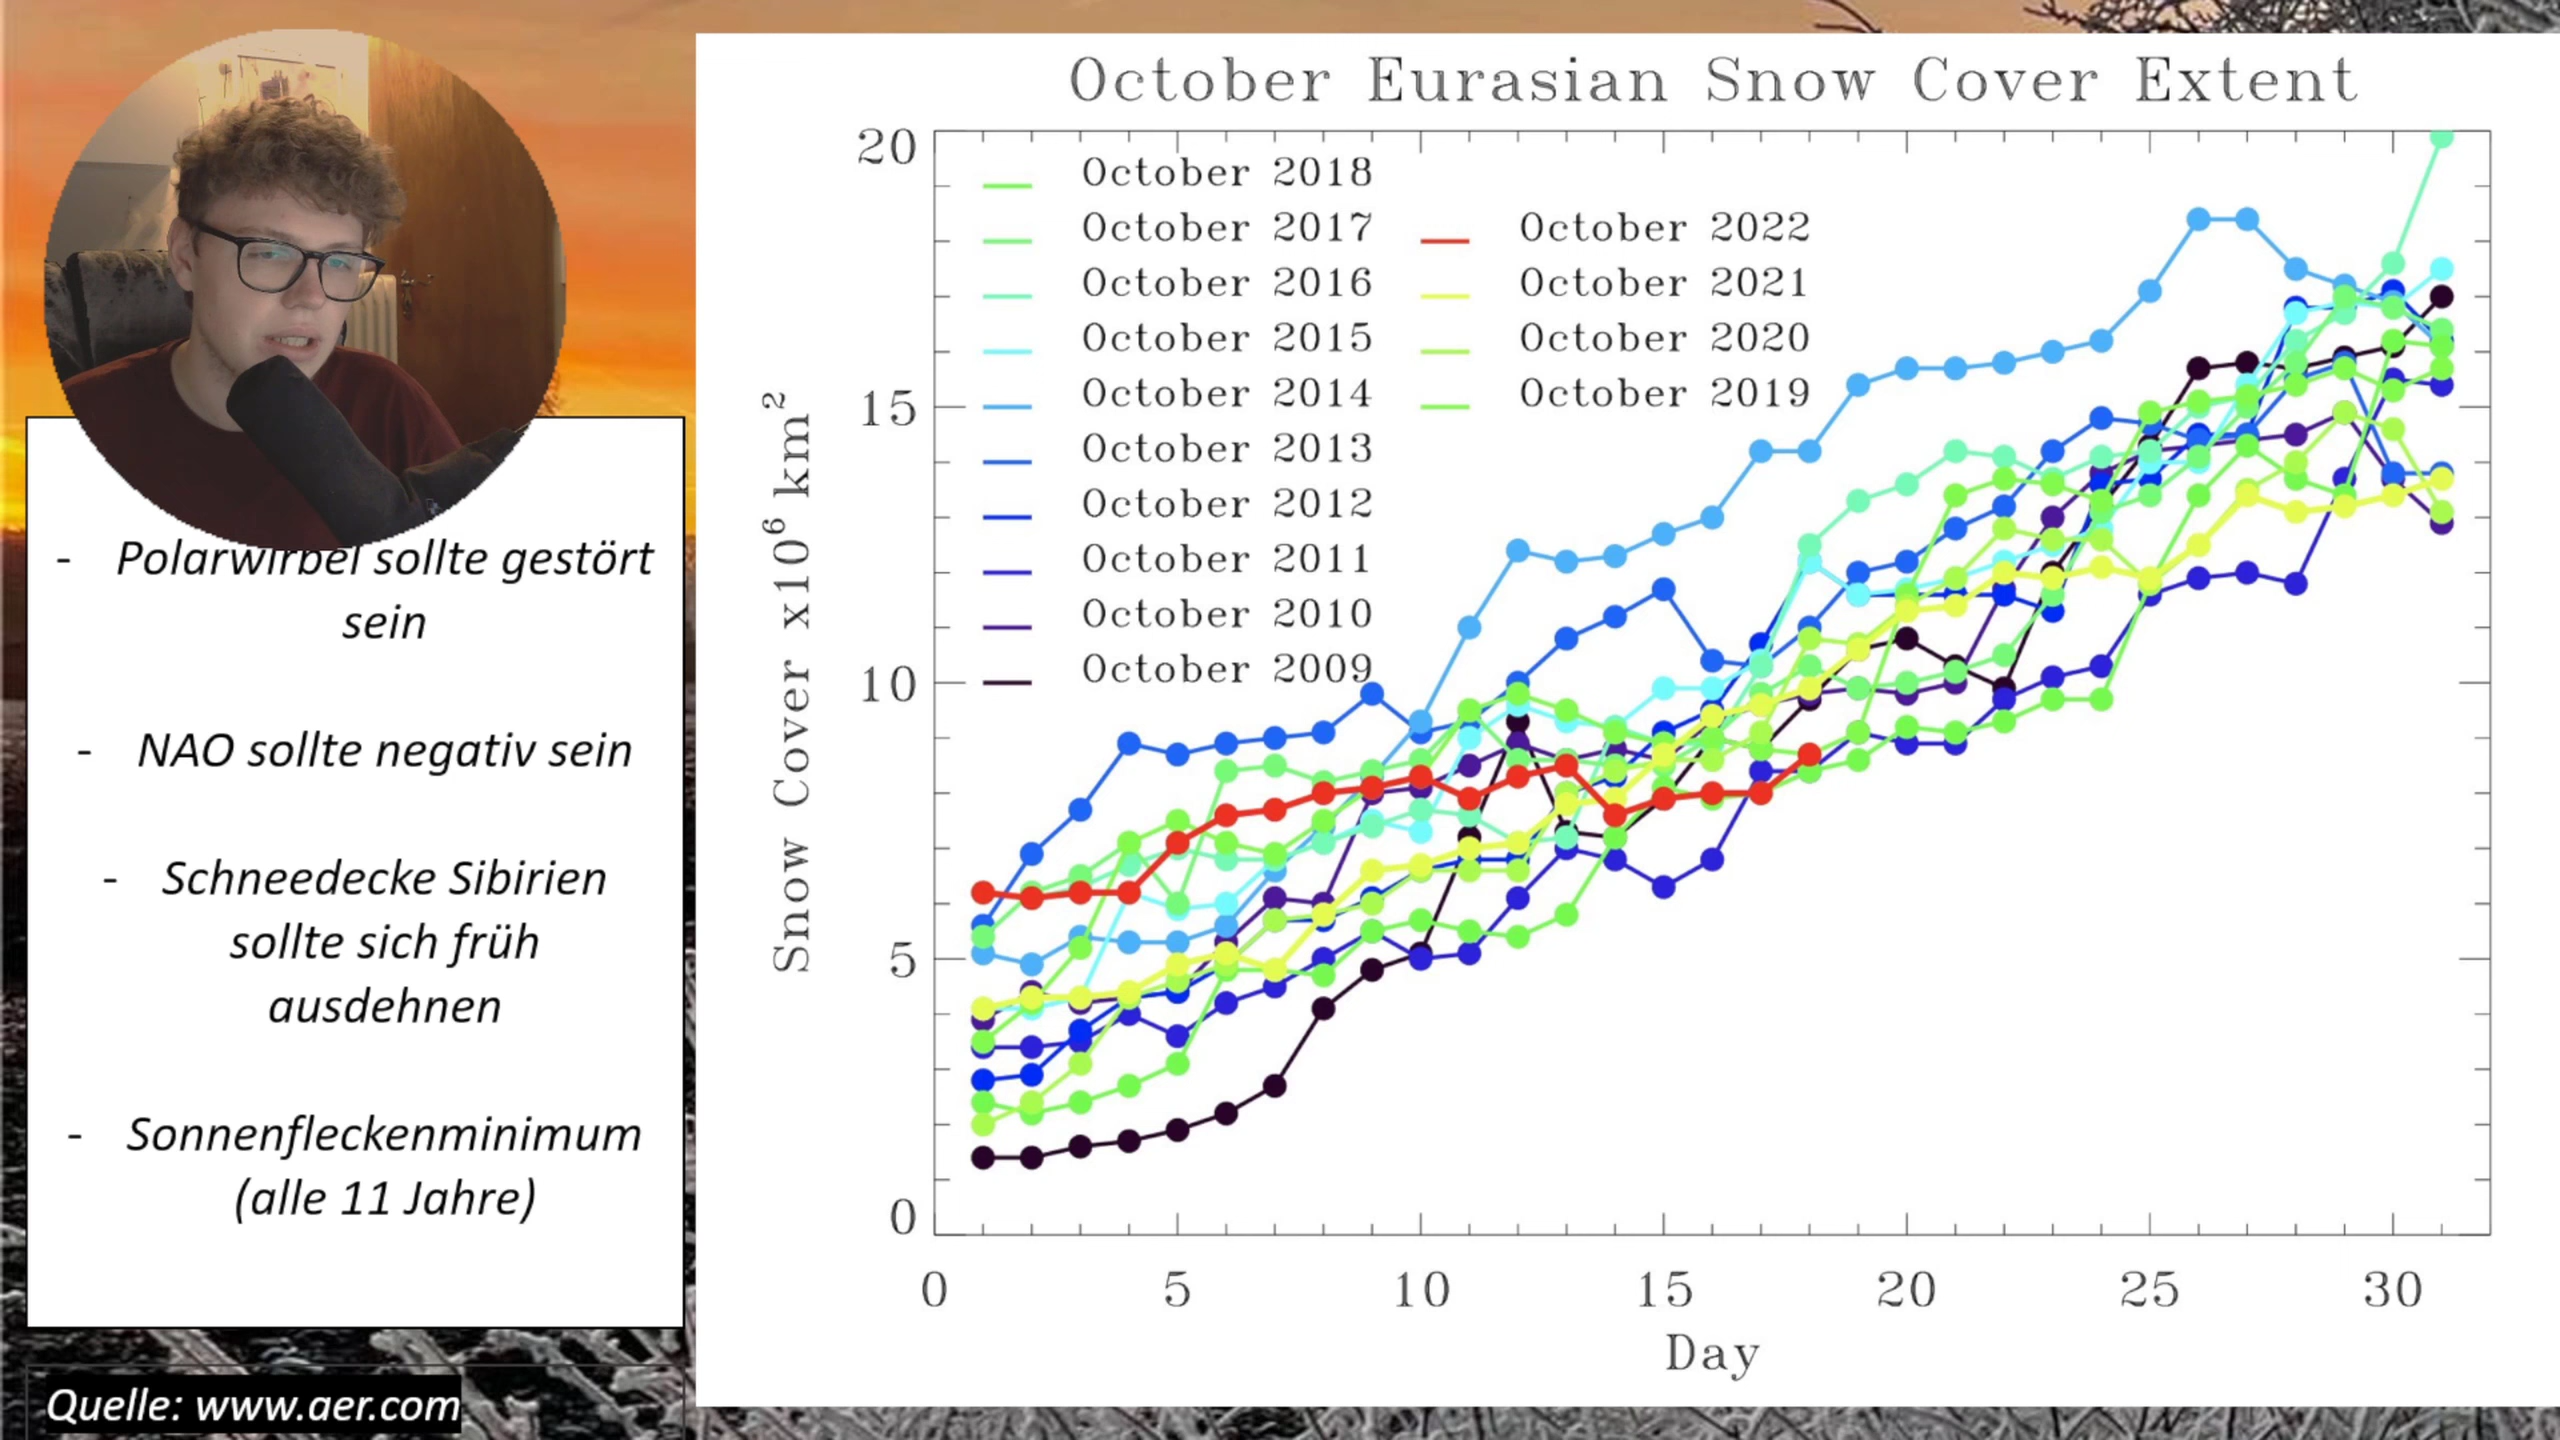 - Polarwirbel sollte gestört
sein
- NAO sollte negativ sein
- Schneedecke Sibirien
sollte sich früh
ausdehnen
- Sonnenfleckenminimum
(alle 11 Jahre)
Quelle: www.aer.com
October Eurasian Snow Cover Extent
Snow Cover x10⁶ km²
20
15
10
5
0
October 2018
October 2017
October 2016
October 2015
October 2014
October 2013
October 2012
October 2011
October 2010
October 2009
October 2022
October 2021
October 2020
October 2019
0 5 10 15 20 25 30
Day